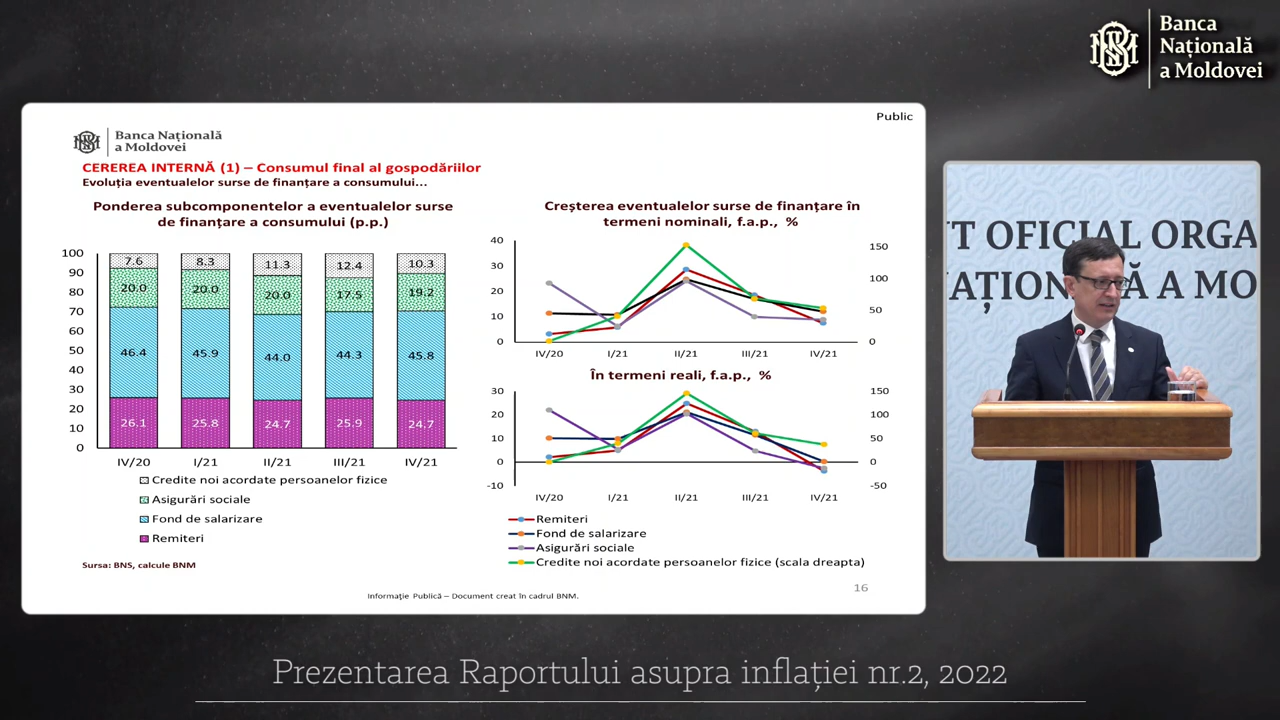 Banca
Națională
a Moldovei
Public
Banca Națională
a Moldovei
CEREREA INTERNĂ (1) – Consumul final al gospodăriilor
Evoluția eventualelor surse de finanțare a consumului...
Ponderea subcomponentelor a eventualelor surse
de finanțare a consumului (p.p.)
100
90
80
70
60
50
40
30
20
10
0
7.6 8.3 11.3 12.4 10.3
20.0 20.0 20.0 17.5 19.2
46.4 45.9 44.0 44.3 45.8
26.1 25.8 24.7 25.9 24.7
IV/20 I/21 II/21 III/21 IV/21
Credite noi acordate persoanelor fizice
Asigurări sociale
Fond de salarizare
Remiteri
Sursa: BNS, calcule BNM
Creșterea eventualelor surse de finanțare în
termeni nominali, f.a.p., %
40
30
20
10
0
150
100
50
0
IV/20 I/21 II/21 III/21 IV/21
În termeni reali, f.a.p., %
30
20
10
0
-10
150
100
50
0
-50
IV/20 I/21 II/21 III/21 IV/21
Remiteri
Fond de salarizare
Asigurări sociale
Credite noi acordate persoanelor fizice (scala dreapta)
16
Informație Publică – Document creat în cadrul BNM.
NT OFICIAL ORGA
NAȚION Ă A MO
Prezentarea Raportului asupra inflației nr.2, 2022